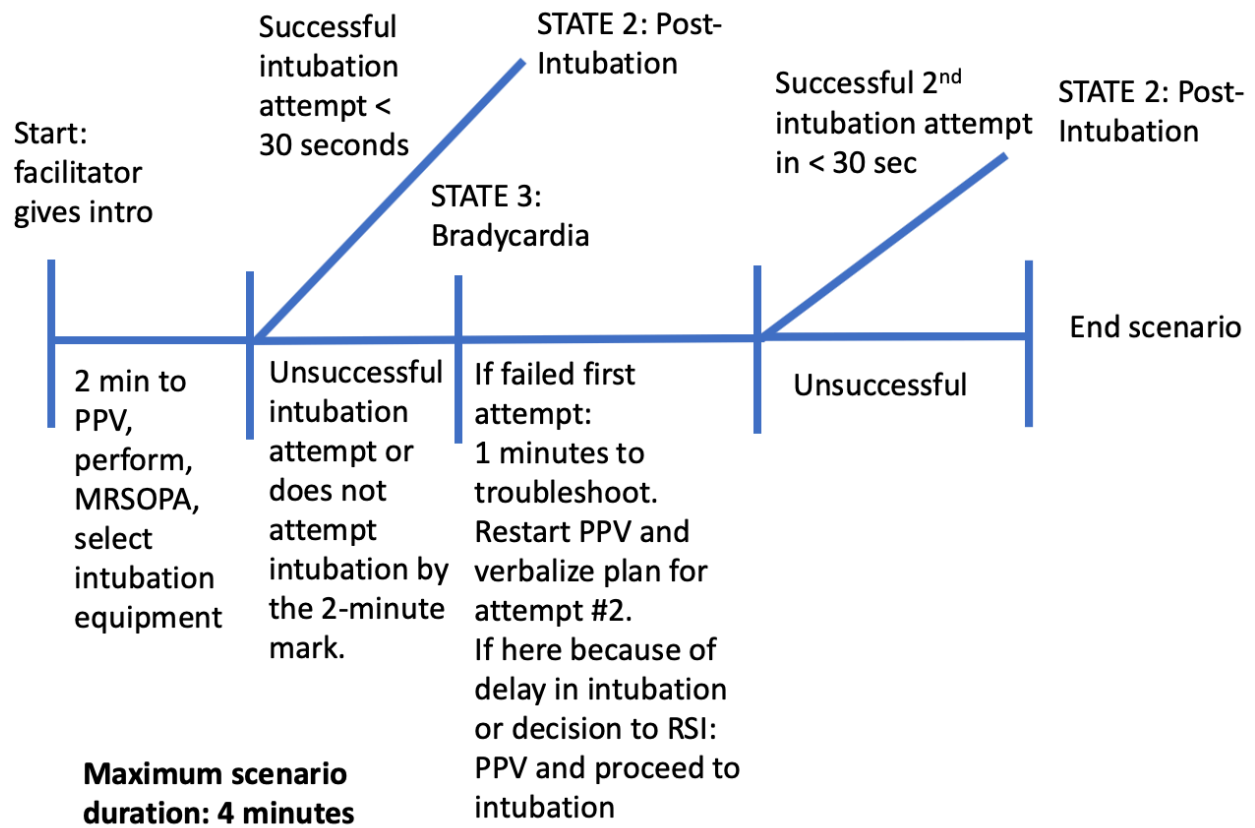 Start:
facilitator
gives intro
Successful
intubation
attempt <
30 seconds
STATE 2: Post-
Intubation
STATE 3:
Bradycardia
Successful 2nd
intubation attempt
in < 30 sec
STATE 2: Post-
Intubation
2 min to
PPV,
perform,
MRSOPA,
select
intubation
equipment
Unsuccessful
intubation
attempt or
does not
attempt
intubation by
the 2-minute
mark.
If failed first
attempt:
1 minutes to
troubleshoot.
Restart PPV and
verbalize plan for
attempt #2.
If here because of
delay in intubation
or decision to RSI:
PPV and proceed to
intubation
Unsuccessful
End scenario
Maximum scenario
duration: 4 minutes